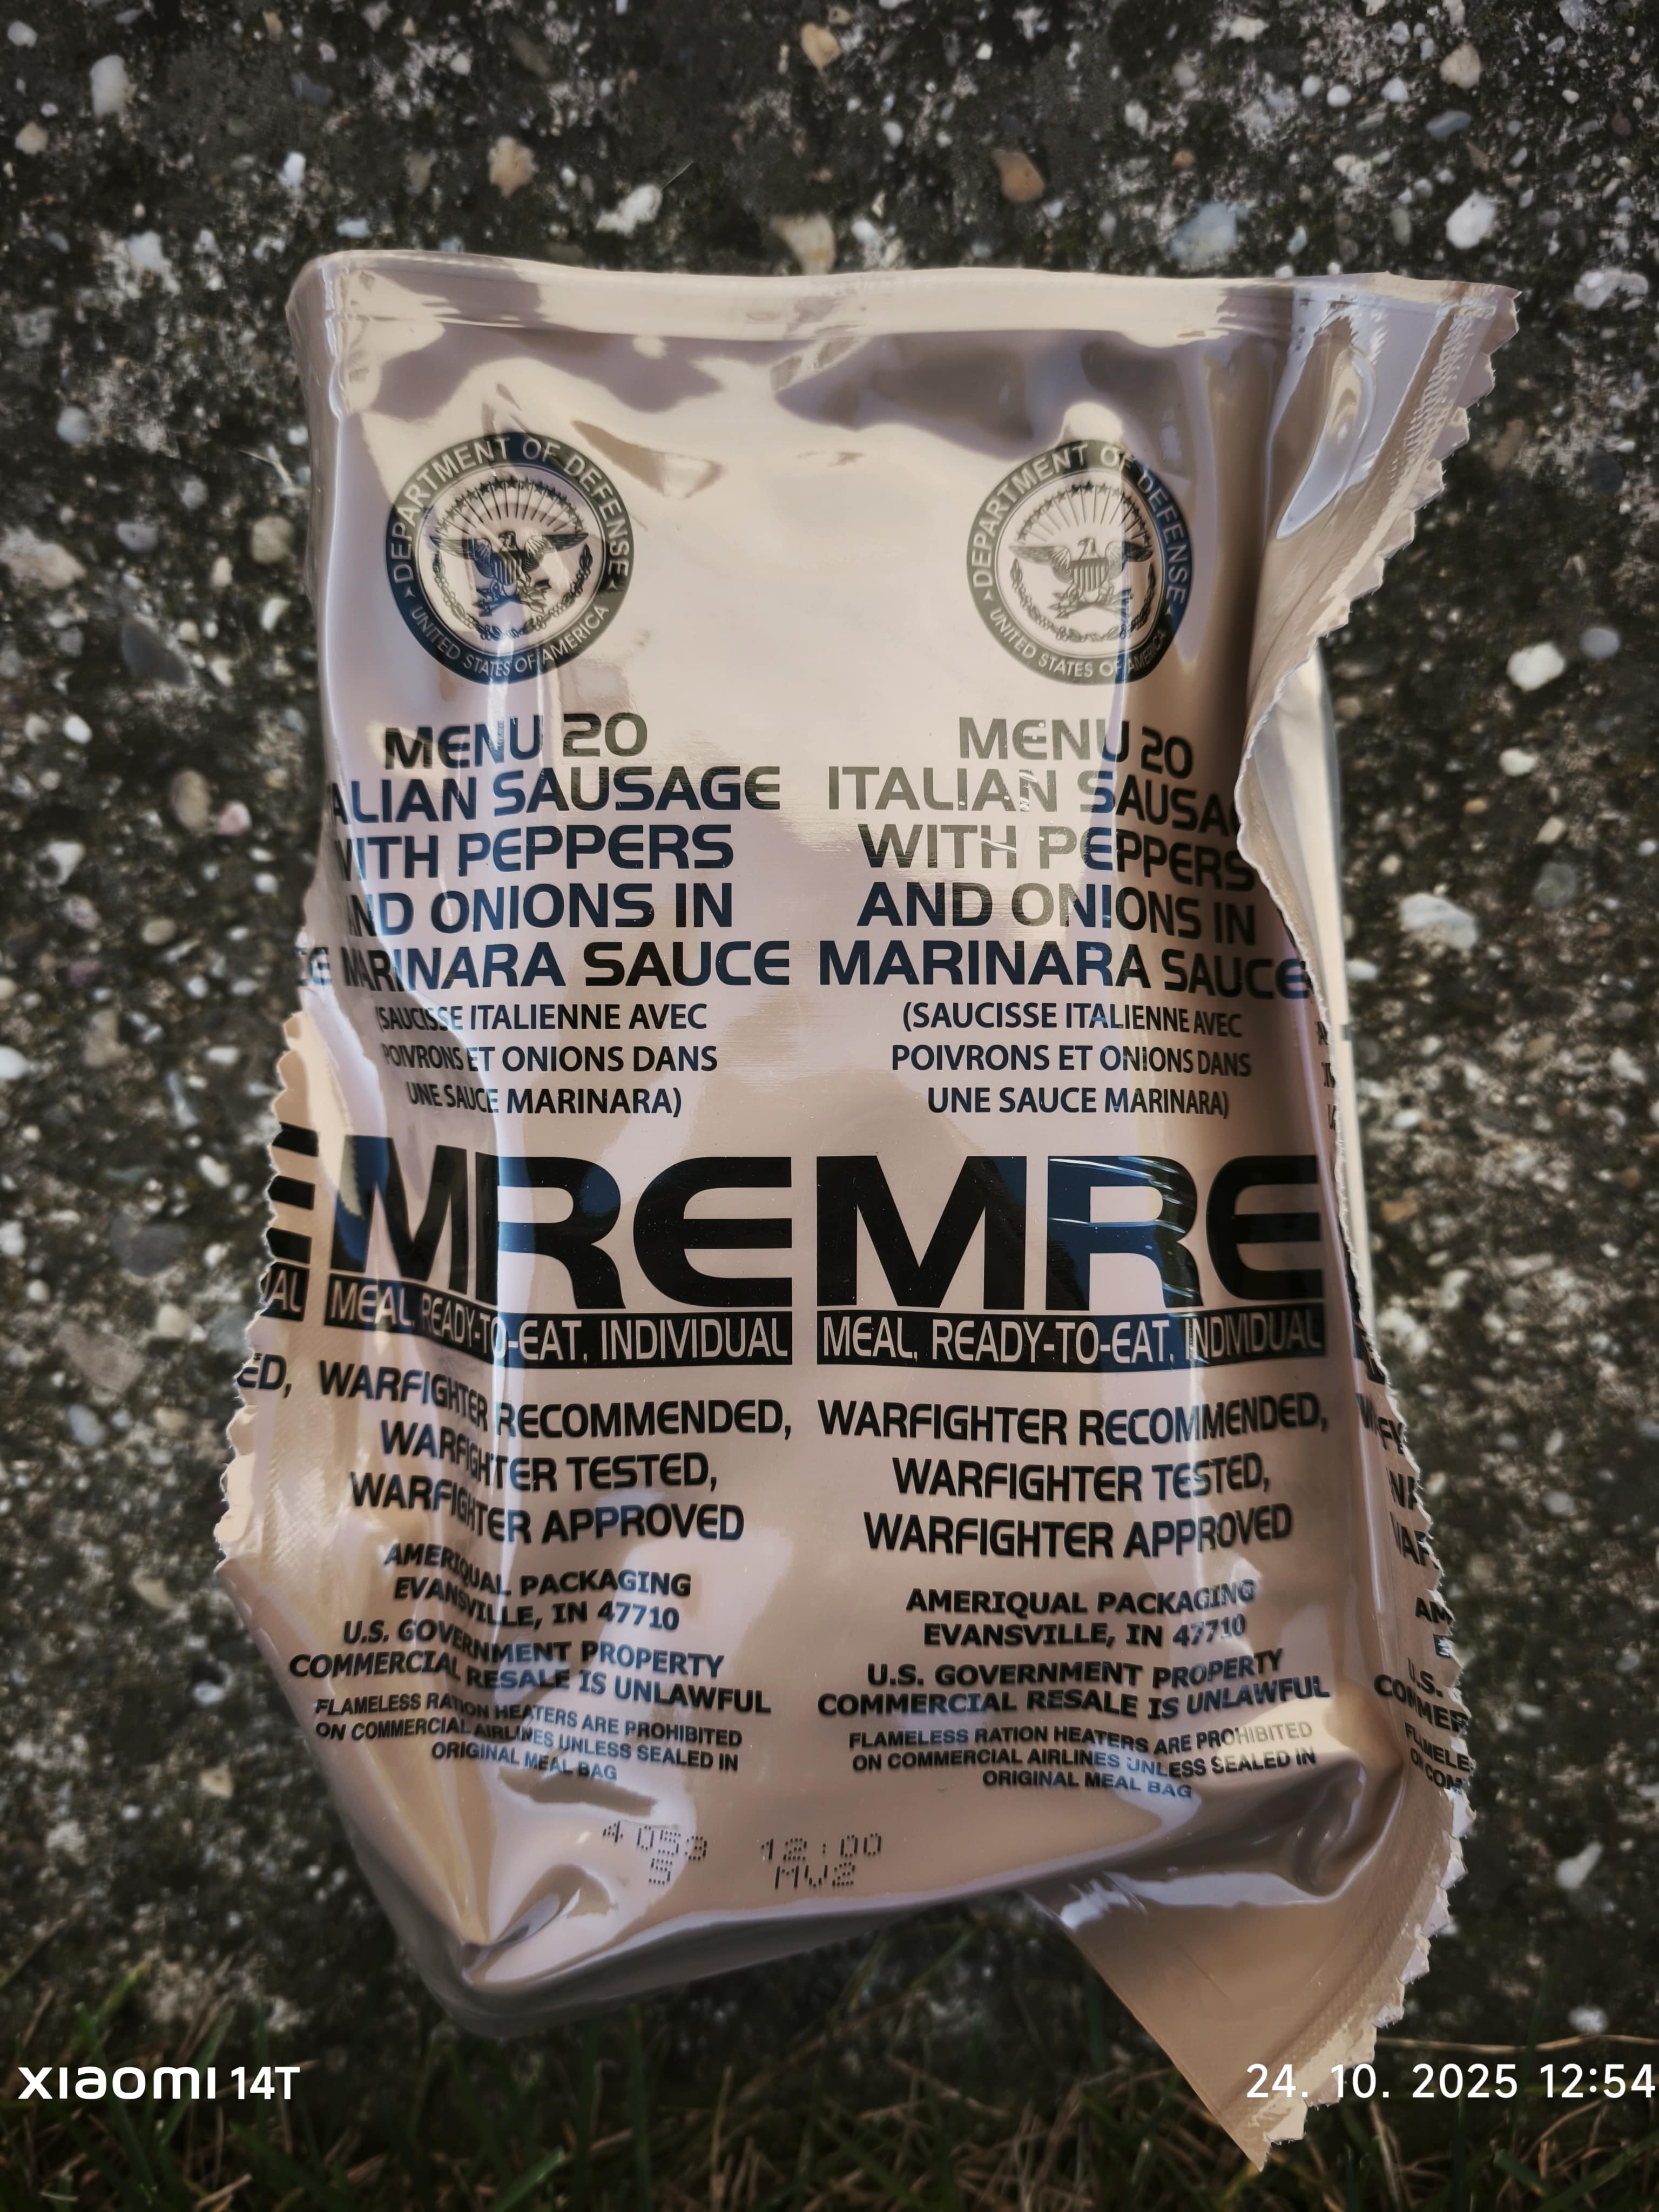 DEPARTMENT OF DEFENSE
UNITED STATES OF AMERICA
MENU 20
ALIAN SAUSAGE
WITH PEPPERS
AND ONIONS IN
MARINARA SAUCE
(SAUCISSE ITALIENNE AVEC
POIVRONS ET ONIONS DANS
UNE SAUCE MARINARA)
MRE
MEAL, READY-TO-EAT, INDIVIDUAL
WARFIGHTER RECOMMENDED,
WARFIGHTER TESTED,
WARFIGHTER APPROVED
AMERIQUAL PACKAGING
EVANSVILLE, IN 47710
U.S. GOVERNMENT PROPERTY
COMMERCIAL RESALE IS UNLAWFUL
FLAMELESS RATION HEATERS ARE PROHIBITED
ON COMMERCIAL AIRLINES UNLESS SEALED IN
ORIGINAL MEAL BAG
DEPARTMENT OF DEFENSE
UNITED STATES OF AMERICA
MENU 20
ITALIAN SAUSA
WITH PEPPERS
AND ONIONS IN
MARINARA SAUCE
(SAUCISSE ITALIENNE AVEC
POIVRONS ET ONIONS DANS
UNE SAUCE MARINARA)
MRE
MEAL, READY-TO-EAT, INDIVIDUAL
WARFIGHTER RECOMMENDED,
WARFIGHTER TESTED,
WARFIGHTER APPROVED
AMERIQUAL PACKAGING
EVANSVILLE, IN 47710
U.S. GOVERNMENT PROPERTY
COMMERCIAL RESALE IS UNLAWFUL
FLAMELESS RATION HEATERS ARE PROHIBITED
ON COMMERCIAL AIRLINES UNLESS SEALED IN
ORIGINAL MEAL BAG
4053 12:00
5 MV2
xiaomi 14T
24. 10. 2025 12:54